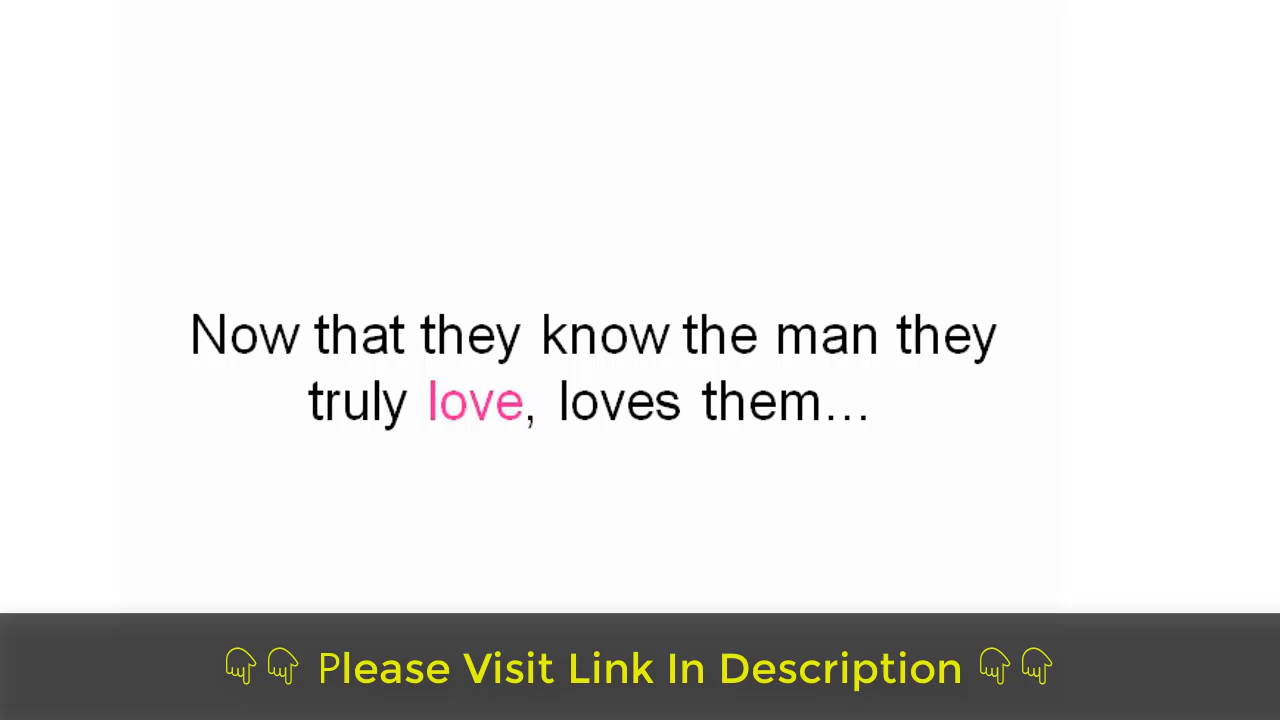 Now that they know the man they
truly love, loves them...
👇👇 Please Visit Link In Description 👇👇